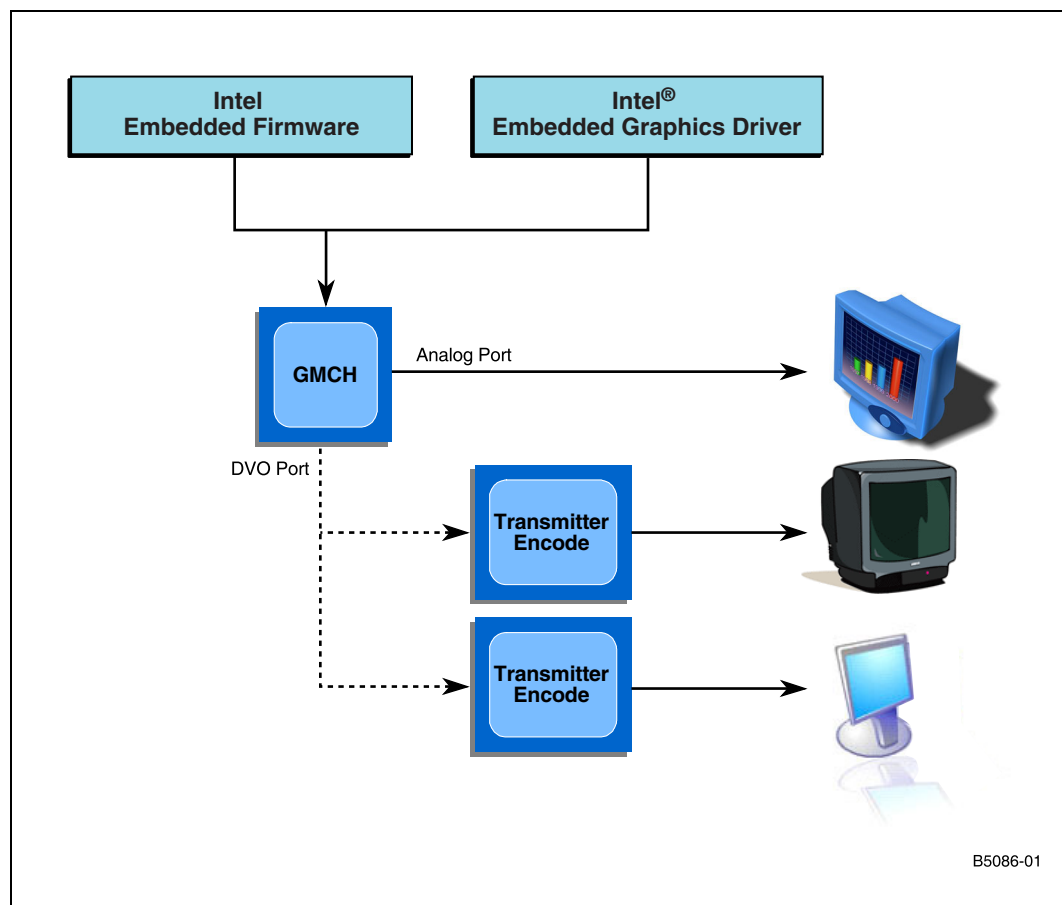 Intel
Embedded Firmware
Intel®
Embedded Graphics Driver
GMCH
Analog Port
DVO Port
Transmitter
Encode
Transmitter
Encode
B5086-01